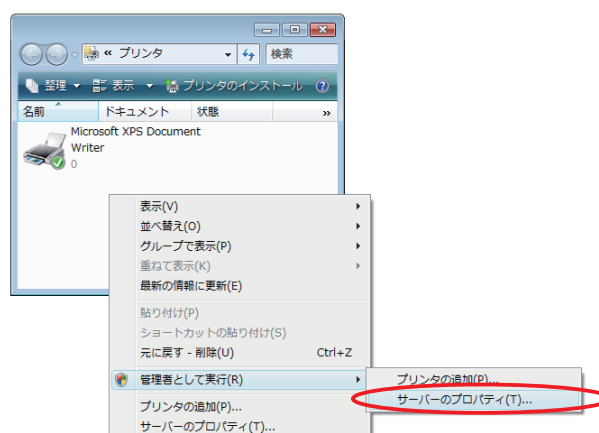 « プリンタ
検索
整理 表示 プリンタのインストール
名前 ドキュメント 状態 »
Microsoft XPS Document
Writer
0
表示(V)
並べ替え(O)
グループで表示(P)
重ねて表示(K)
最新の情報に更新(E)
貼り付け(P)
ショートカットの貼り付け(S)
元に戻す - 削除(U) Ctrl+Z
管理者として実行(R)
プリンタの追加(P)...
サーバーのプロパティ(T)...
プリンタの追加(P)...
サーバーのプロパティ(T)...